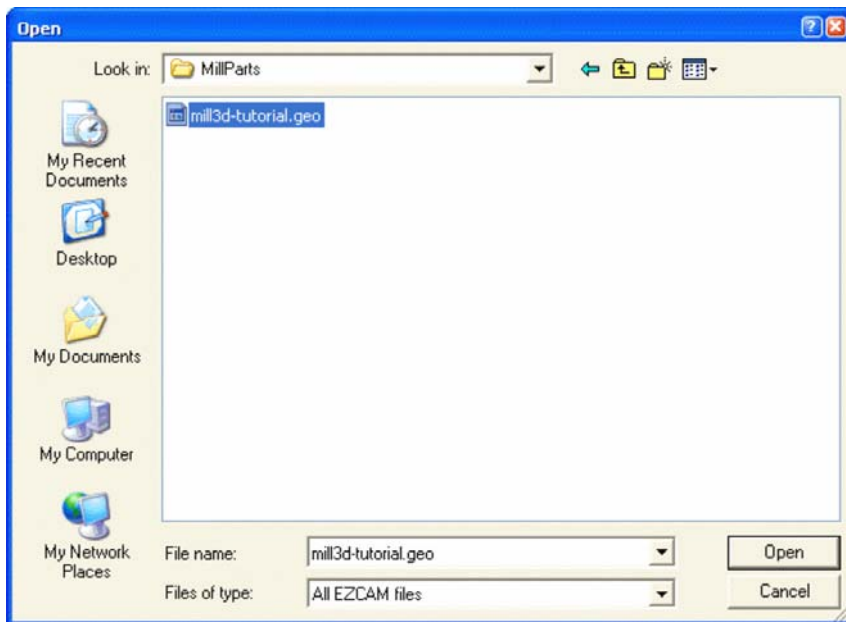 Open
Look in: MillParts
mill3d-tutorial.geo
My Recent
Documents
Desktop
My Documents
My Computer
My Network
Places
File name: mill3d-tutorial.geo Open
Files of type: All EZCAM files Cancel